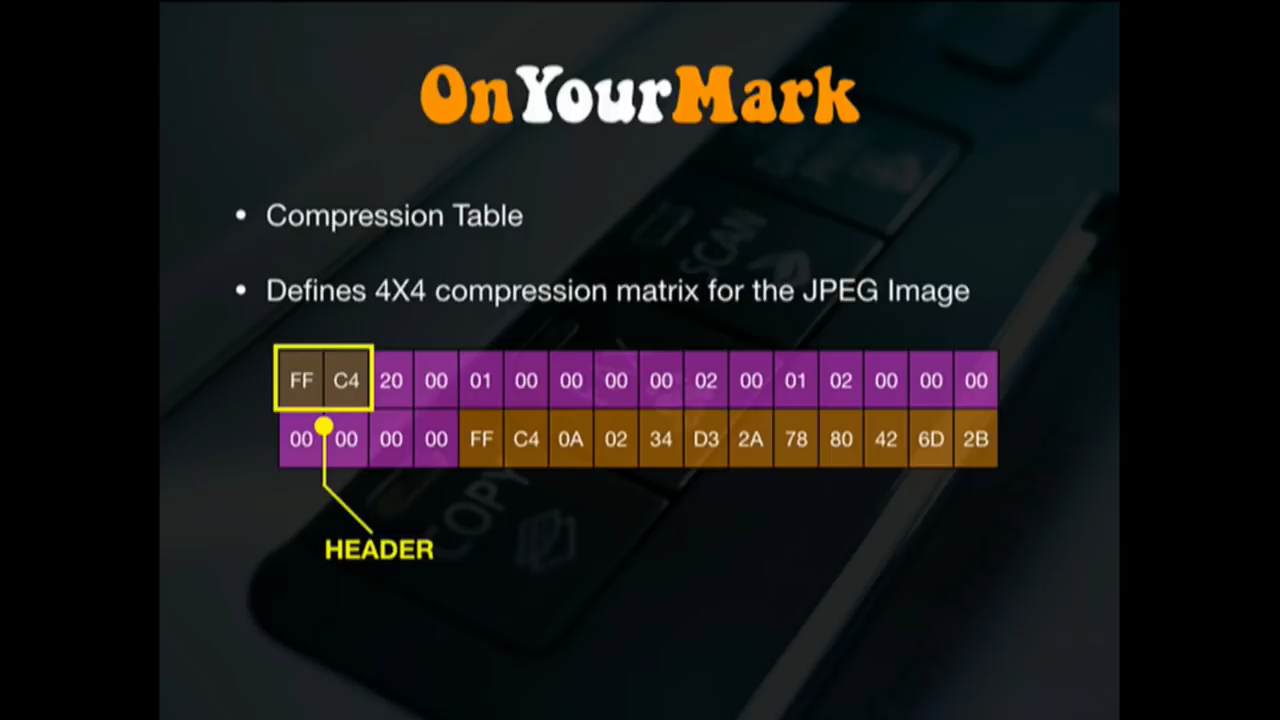 OnYourMark
• Compression Table
• Defines 4X4 compression matrix for the JPEG Image
FF C4 20 00 01 00 00 00 00 02 00 01 02 00 00 00
00 00 00 00 FF C4 0A 02 34 D3 2A 78 80 42 6D 2B
HEADER
SCAN
COPY